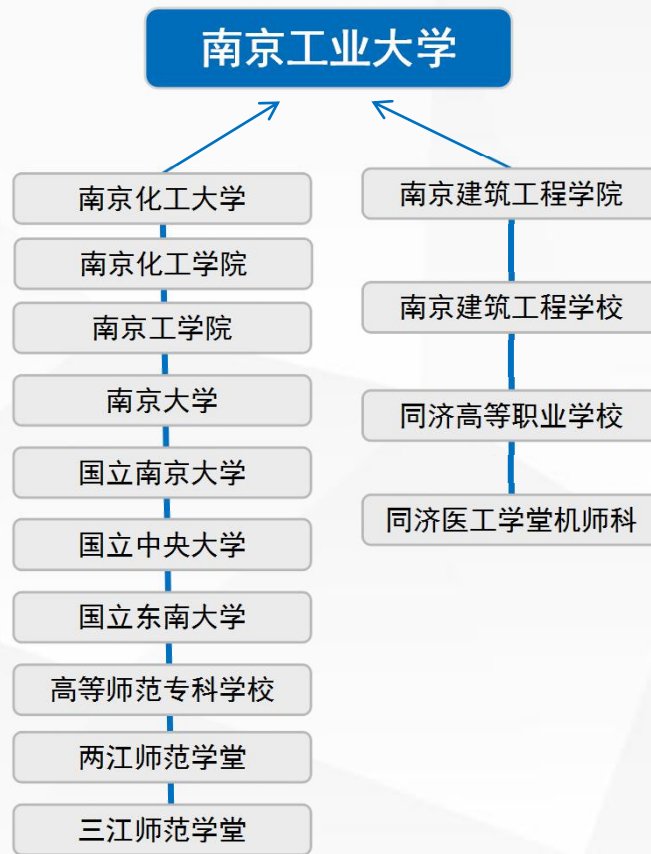 南京工业大学
南京化工大学
南京化工学院
南京工学院
南京大学
国立南京大学
国立中央大学
国立东南大学
高等师范专科学校
两江师范学堂
三江师范学堂
南京建筑工程学院
南京建筑工程学校
同济高等职业学校
同济医工学堂机师科